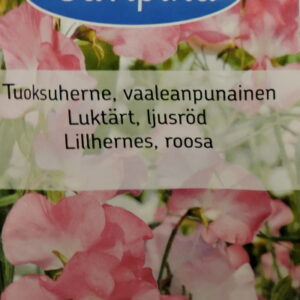 Tuoksuherne, vaaleanpunainen
Luktärt, ljusröd
Lillhernes, roosa